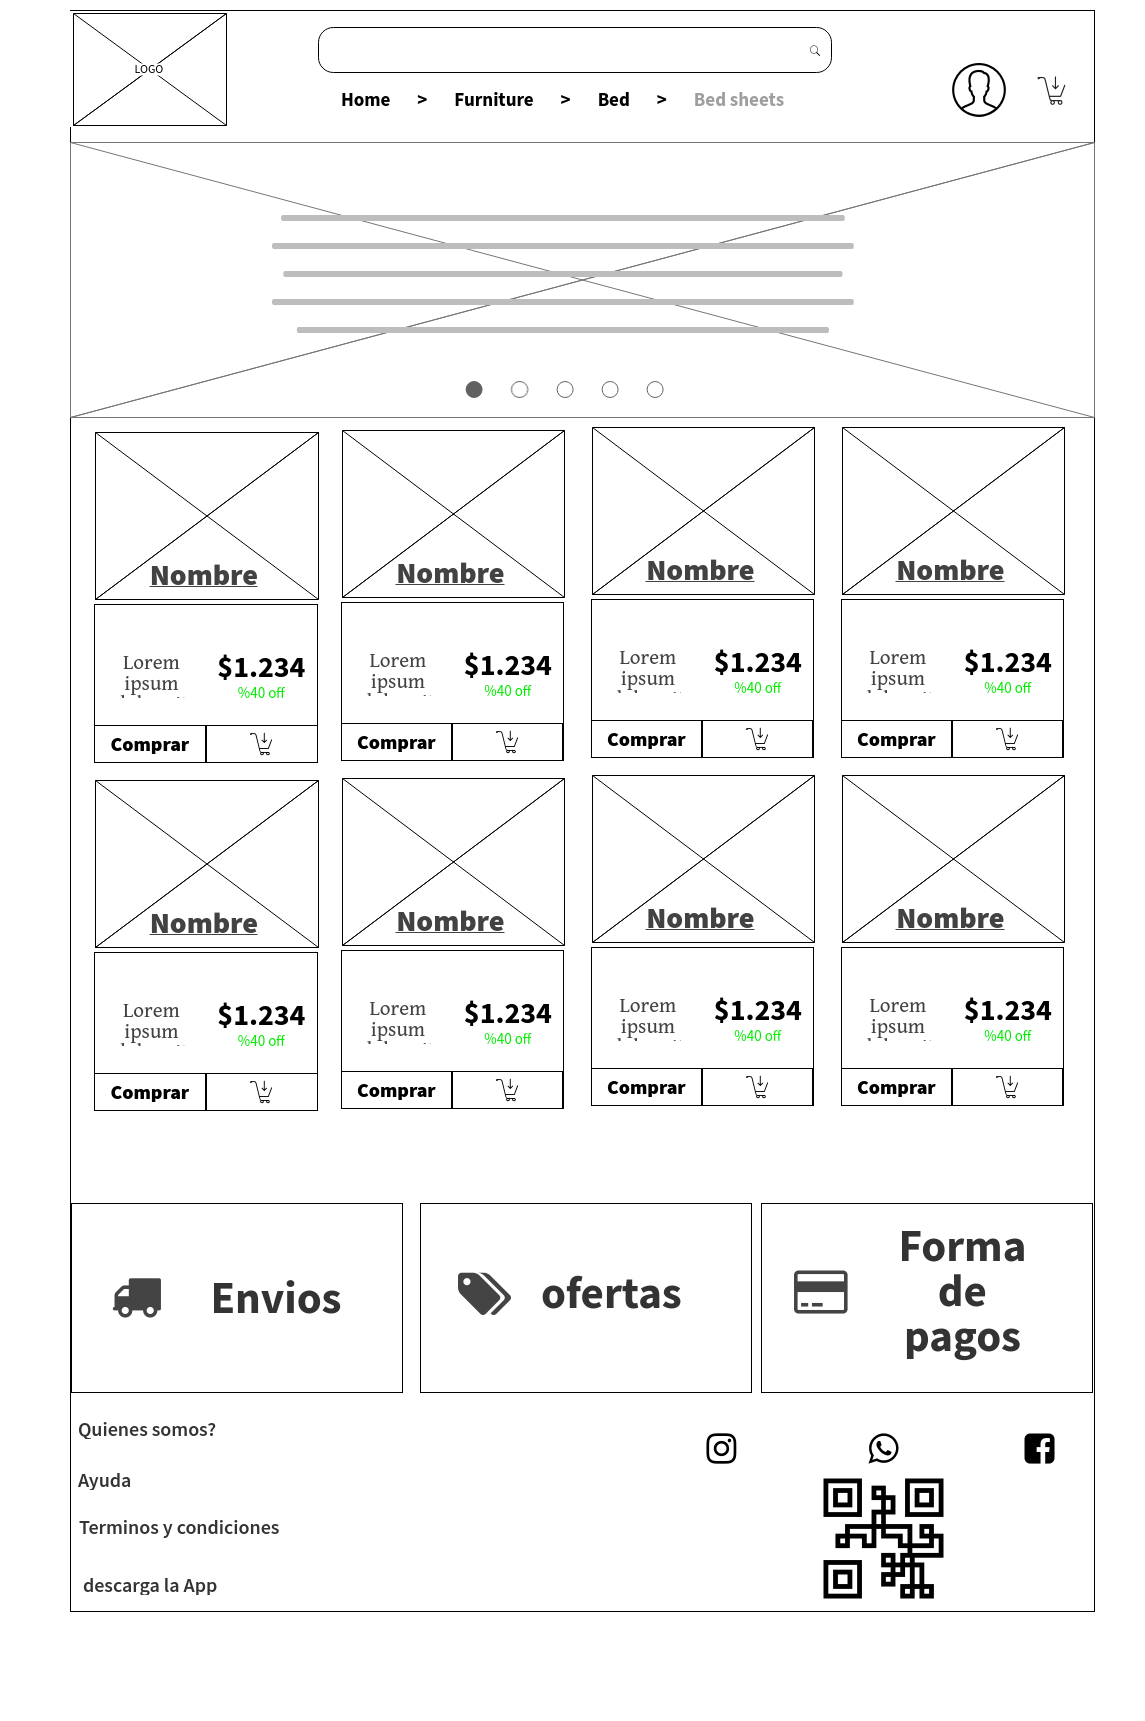 LOGO
Home > Furniture > Bed > Bed sheets
Nombre
Nombre
Nombre
Nombre
Lorem
ipsum
$1.234
%40 off
Lorem
ipsum
$1.234
%40 off
Lorem
ipsum
$1.234
%40 off
Lorem
ipsum
$1.234
%40 off
Comprar
Comprar
Comprar
Comprar
Nombre
Nombre
Nombre
Nombre
Lorem
ipsum
$1.234
%40 off
Lorem
ipsum
$1.234
%40 off
Lorem
ipsum
$1.234
%40 off
Lorem
ipsum
$1.234
%40 off
Comprar
Comprar
Comprar
Comprar
Envios
ofertas
Forma
de
pagos
Quienes somos?
Ayuda
Terminos y condiciones
descarga la App